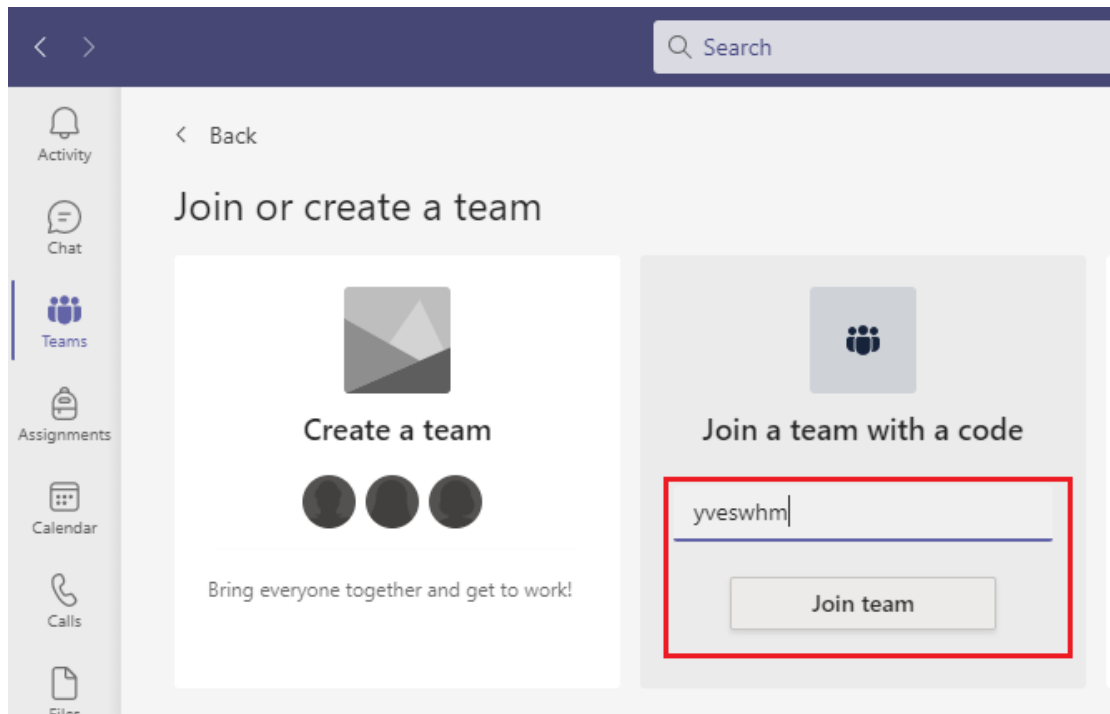 Search
Activity
Chat
Teams
Assignments
Calendar
Calls
Files
Back
Join or create a team
Create a team
Bring everyone together and get to work!
Join a team with a code
yveswhm
Join team